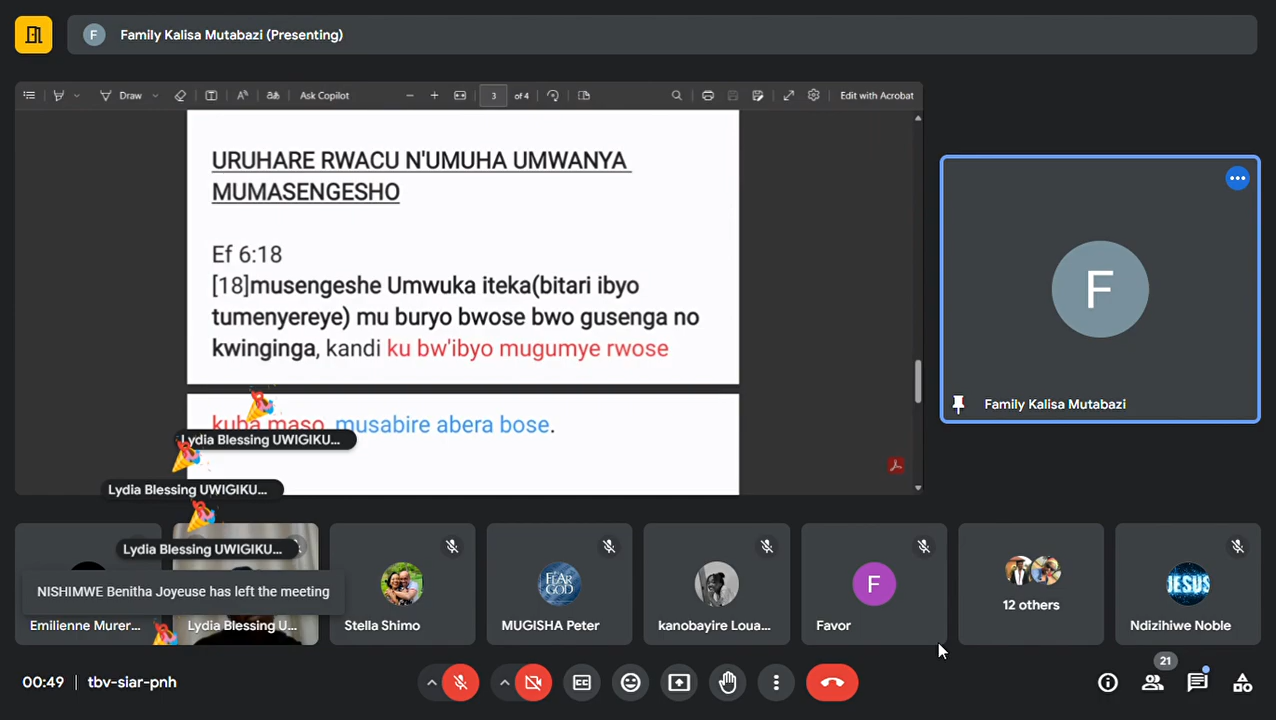 F Family Kalisa Mutabazi (Presenting)
Draw Ask Copilot 3 of 4 Edit with Acrobat
URUHARE RWACU N'UMUHA UMWANYA
MUMASENGESHO
Ef 6:18
[18]musengeshe Umwuka iteka(bitari ibyo
tumenyereye) mu buryo bwose bwo gusenga no
kwinginga, kandi ku bw'ibyo mugumye rwose
kuba maso, musabire abera bose.
F
Family Kalisa Mutabazi
Lydia Blessing UWIGIKU...
Lydia Blessing UWIGIKU...
Lydia Blessing UWIGIKU...
NISHIMWE Benitha Joyeuse has left the meeting
Emilienne Murer...
Lydia Blessing U...
Stella Shimo
FEAR
GOD
MUGISHA Peter
kanobayire Loua...
F
Favor
12 others
JESUS
Ndizihiwe Noble
00:49 | tbv-siar-pnh
21